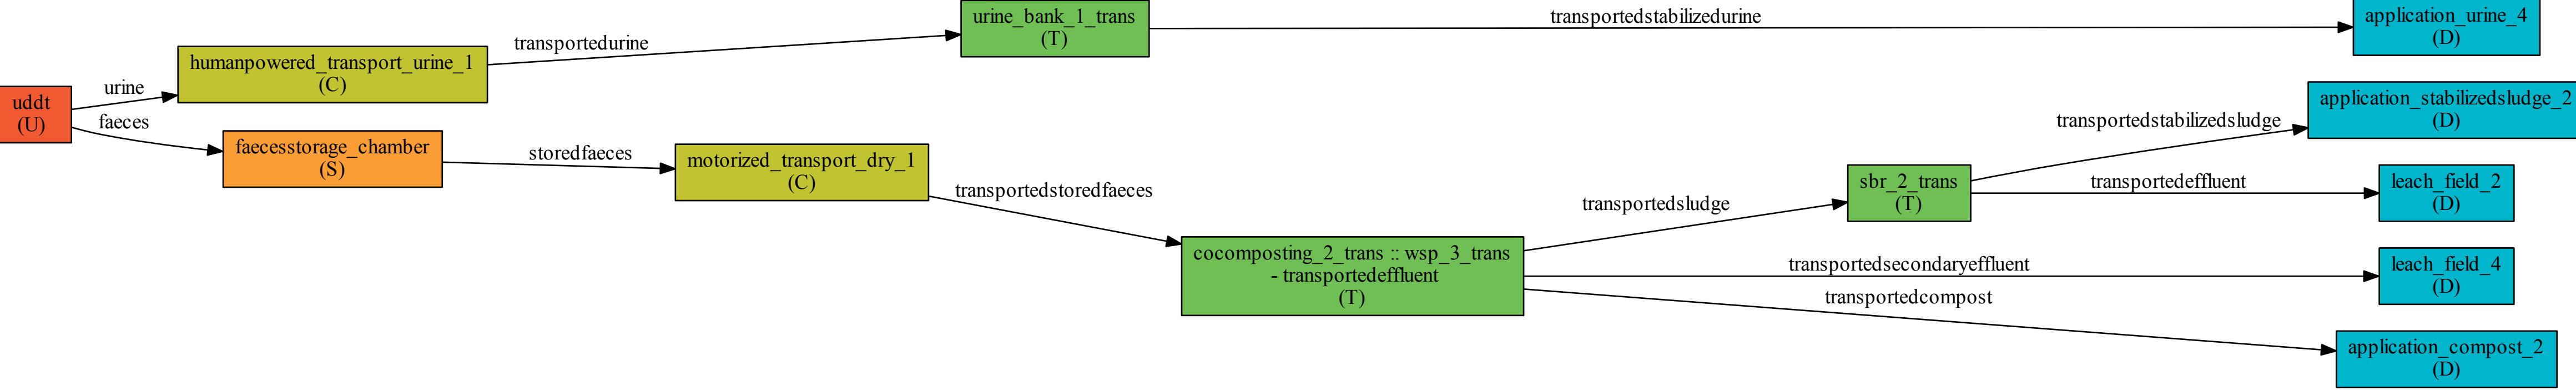 uddt
(U)
urine
faeces
humanpowered_transport_urine_1
(C)
faecesstorage_chamber
(S)
transportedurine
storedfaeces
motorized_transport_dry_1
(C)
urine_bank_1_trans
(T)
transportedstoredfaeces
cocomposting_2_trans :: wsp_3_trans
- transportedeffluent
(T)
transportedstabilizedurine
transportedsludge
transportedsecondaryeffluent
transportedcompost
sbr_2_trans
(T)
transportedstabilizedsludge
transportedeffluent
application_urine_4
(D)
application_stabilizedsludge_2
(D)
leach_field_2
(D)
leach_field_4
(D)
application_compost_2
(D)